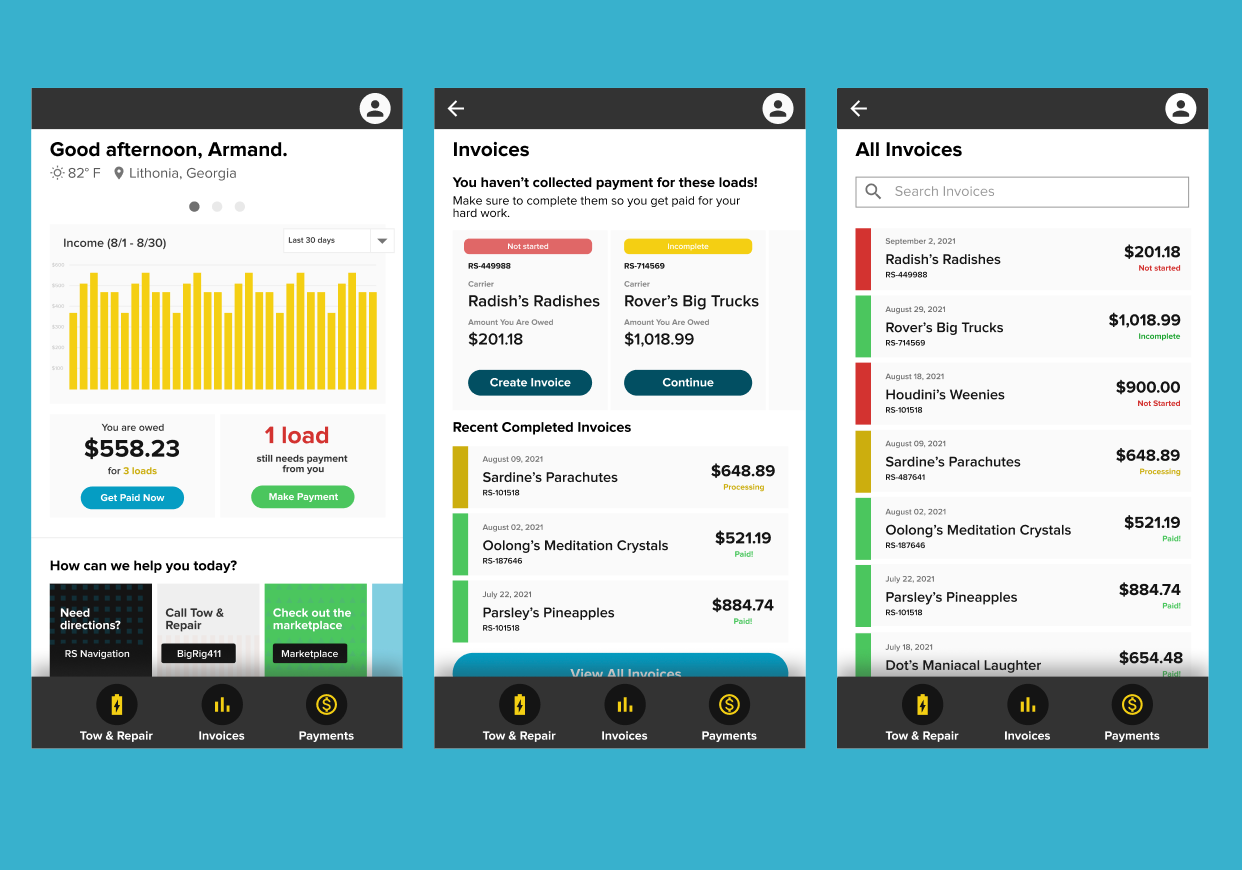 Good afternoon, Armand.
82° F Lithonia, Georgia
Income (8/1 - 8/30)
Last 30 days
$600
$500
$400
$300
$200
$100
You are owed
$558.23
for 3 loads
Get Paid Now
1 load
still needs payment
from you
Make Payment
How can we help you today?
Need
directions?
RS Navigation
Call Tow &
Repair
BigRig411
Check out the
marketplace
Marketplace
Tow & Repair
Invoices
Payments
Invoices
You haven’t collected payment for these loads!
Make sure to complete them so you get paid for your
hard work.
Not started
RS-449988
Carrier
Radish’s Radishes
Amount You Are Owed
$201.18
Create Invoice
Incomplete
RS-714569
Carrier
Rover’s Big Trucks
Amount You Are Owed
$1,018.99
Continue
Recent Completed Invoices
August 09, 2021
Sardine’s Parachutes
RS-101518
$648.89
Processing
August 02, 2021
Oolong’s Meditation Crystals
RS-187646
$521.19
Paid!
July 22, 2021
Parsley’s Pineapples
RS-101518
$884.74
Paid!
View All Invoices
Tow & Repair
Invoices
Payments
All Invoices
Search Invoices
September 2, 2021
Radish’s Radishes
RS-449988
$201.18
Not started
August 29, 2021
Rover’s Big Trucks
RS-714569
$1,018.99
Incomplete
August 18, 2021
Houdini’s Weenies
RS-101518
$900.00
Not Started
August 09, 2021
Sardine’s Parachutes
RS-487641
$648.89
Processing
August 02, 2021
Oolong’s Meditation Crystals
RS-187646
$521.19
Paid!
July 22, 2021
Parsley’s Pineapples
RS-101518
$884.74
Paid!
July 18, 2021
Dot’s Maniacal Laughter
$654.48
Paid!
Tow & Repair
Invoices
Payments